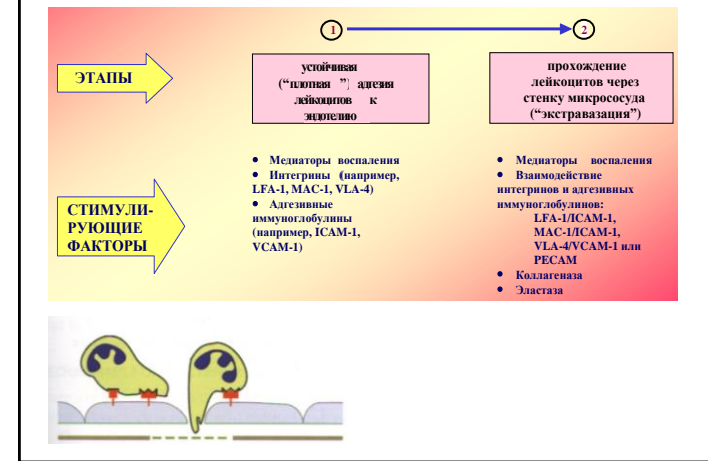 1
2
ЭТАПЫ
устойчивая
(“плотная ”) адгезия
лейкоцитов к
эндотелию
прохождение
лейкоцитов через
стенку микрососуда
(“экстравазация”)
СТИМУЛИ-
РУЮЩИЕ
ФАКТОРЫ
• Медиаторы воспаления
• Интегрины (например,
LFA-1, MAC-1, VLA-4)
• Адгезивные
иммуноглобулины
(например, ICAM-1,
VCAM-1)
• Медиаторы воспаления
• Взаимодействие
интегринов и адгезивных
иммуноглобулинов:
LFA-1/ICAM-1,
MAC-1/ICAM-1,
VLA-4/VCAM-1 или
PECAM
• Коллагеназа
• Эластаза